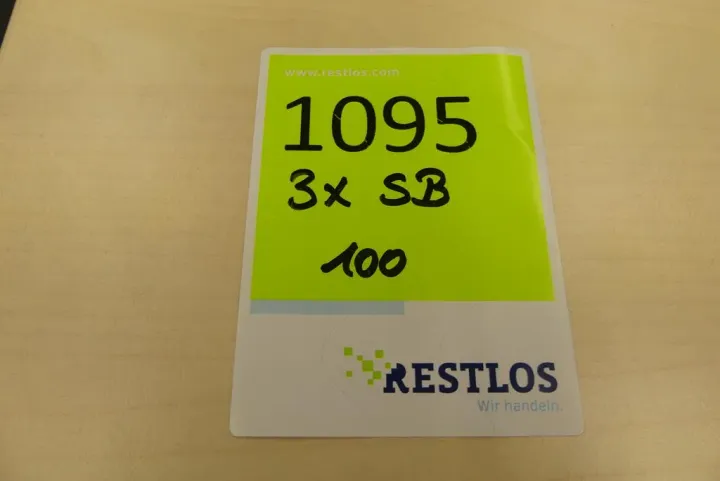 www.restlos.com
1095
3x SB
100
RESTLOS
Wir handeln.